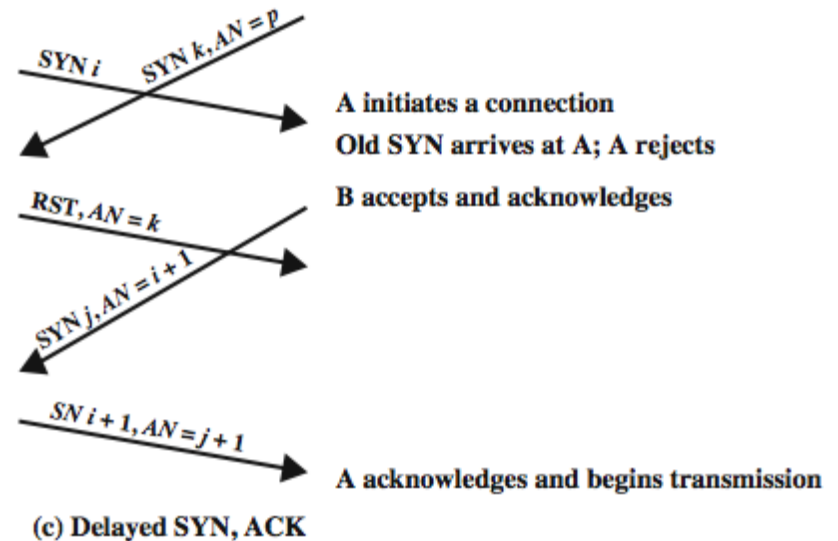 SYN i
SYN k, AN = p
A initiates a connection
Old SYN arrives at A; A rejects
B accepts and acknowledges
RST, AN = k
SYN j, AN = i + 1
SN i + 1, AN = j + 1
A acknowledges and begins transmission
(c) Delayed SYN, ACK